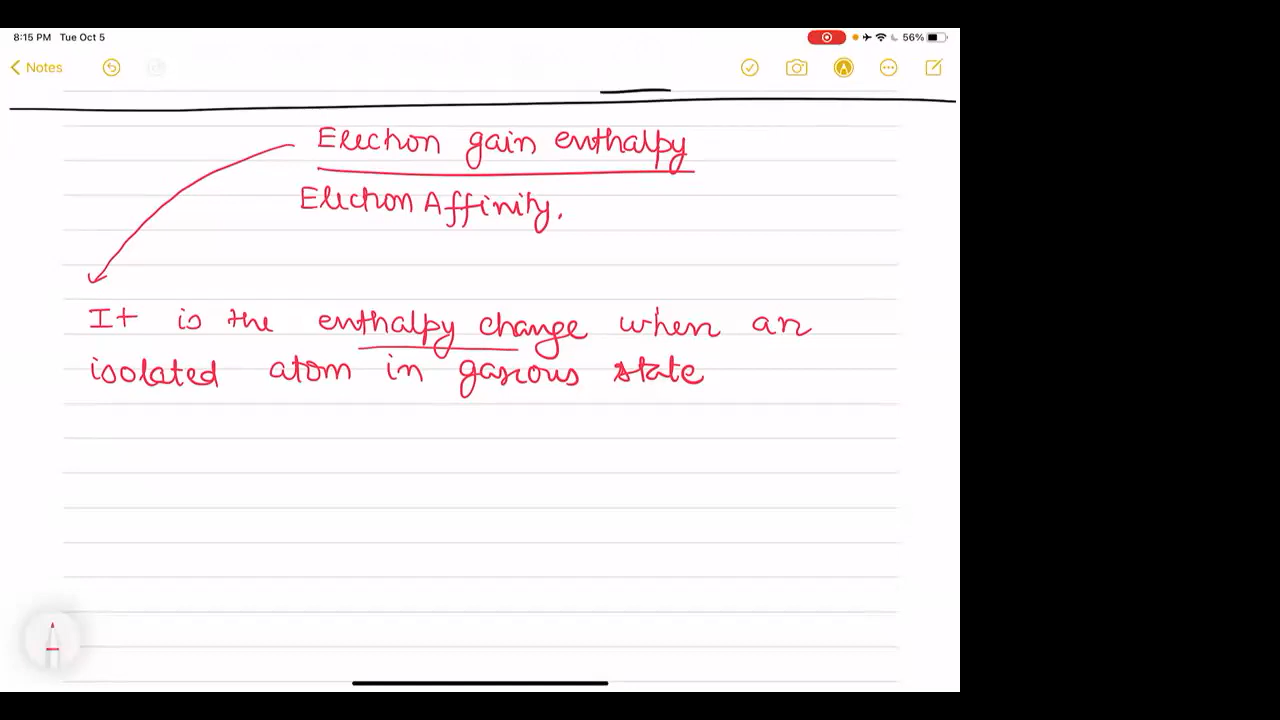 8:15 PM Tue Oct 5
56%
Notes
Electron gain enthalpy
Electron Affinity.
It is the enthalpy change when an
isolated atom in gaseous state